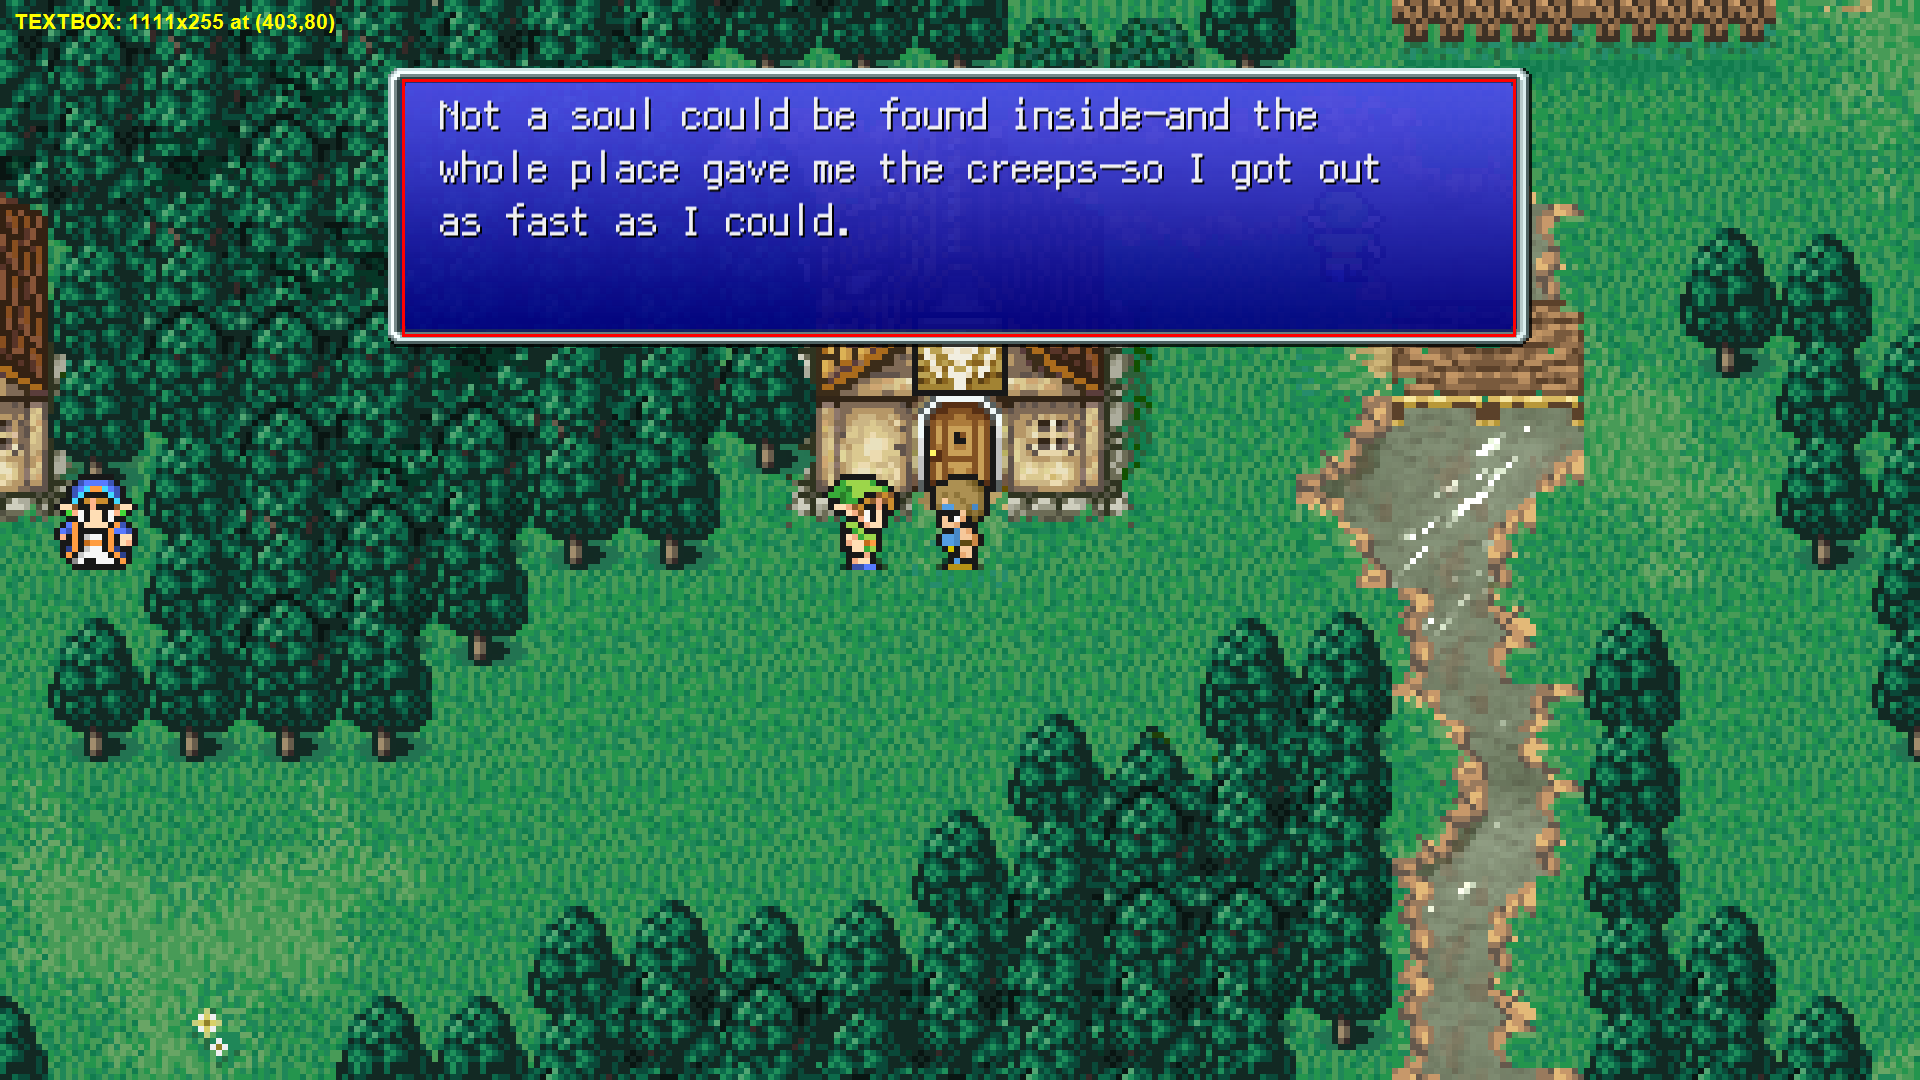 TEXTBOX: 1111x255 at (403,80)
Not a soul could be found inside—and the
whole place gave me the creeps—so I got out
as fast as I could.